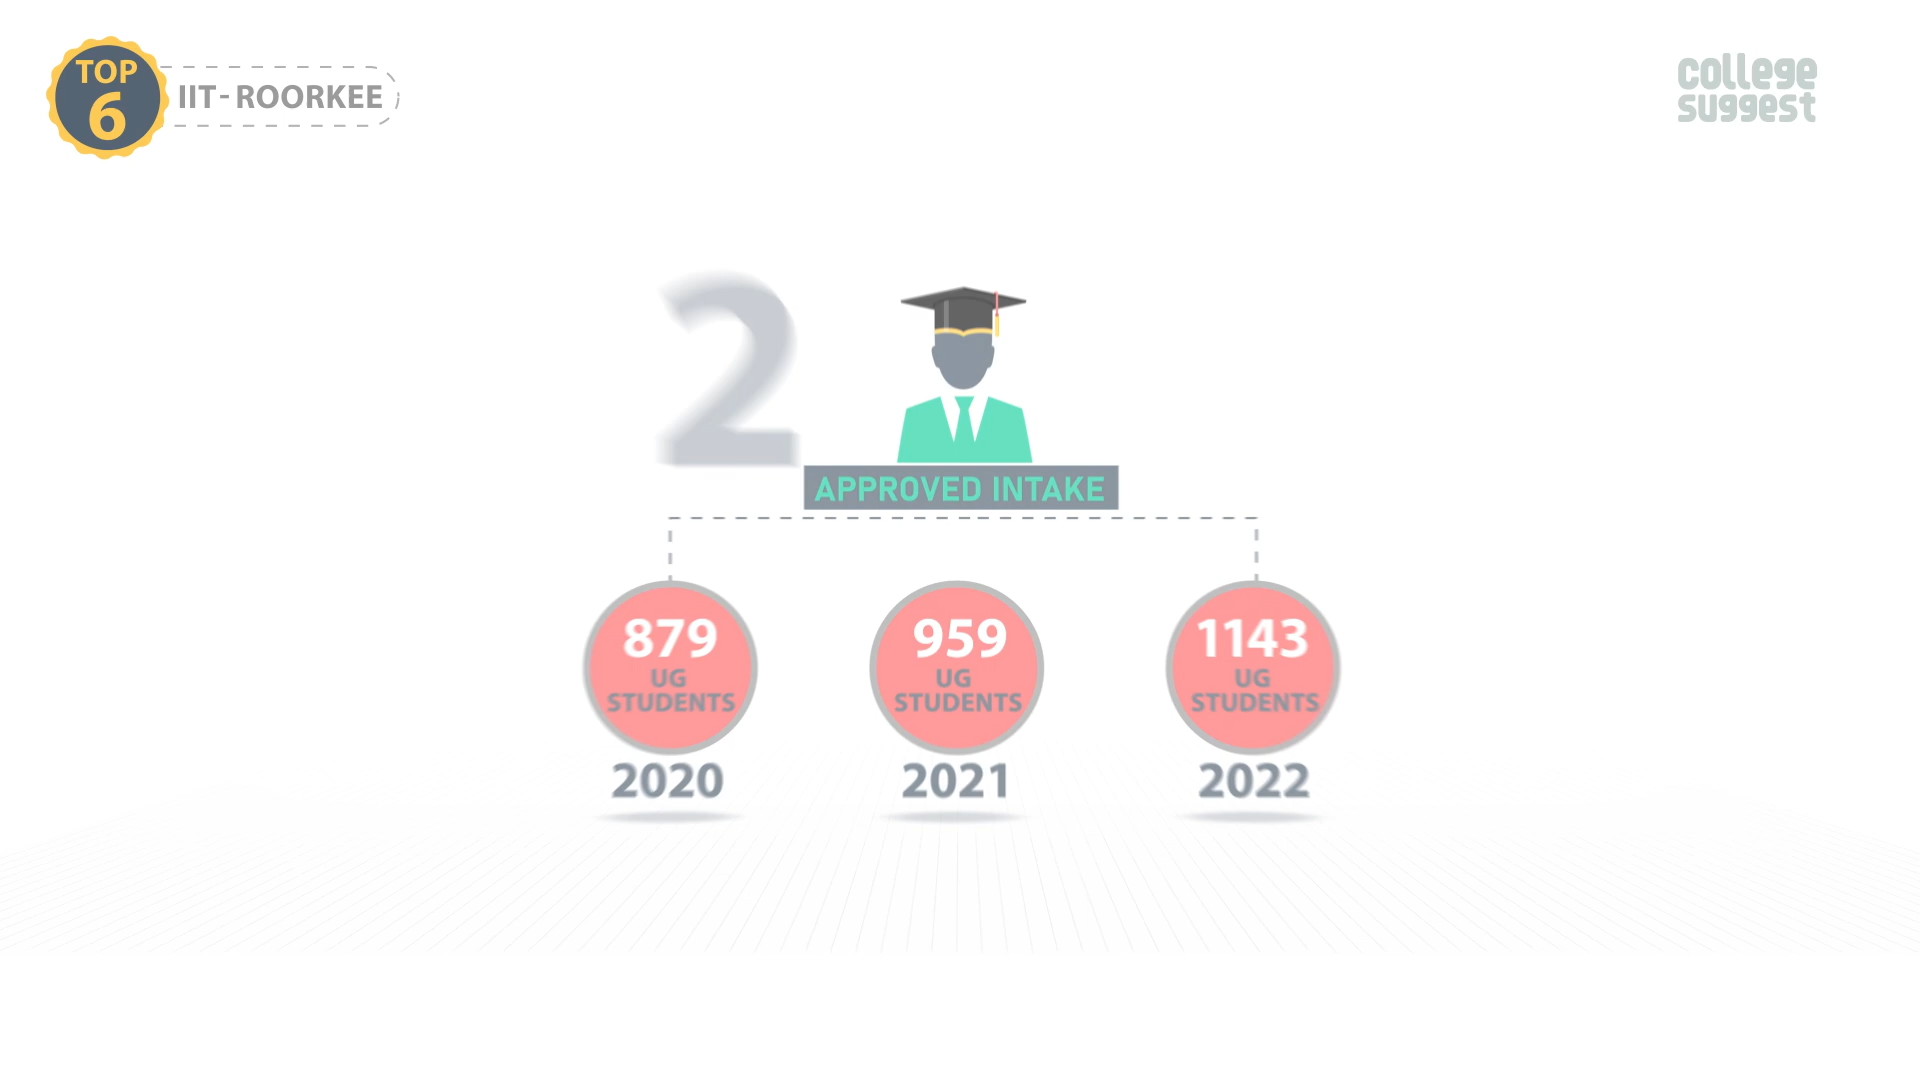 TOP
6
IIT-ROORKEE
college
suggest
2
APPROVED INTAKE
879
UG
STUDENTS
2020
959
UG
STUDENTS
2021
1143
UG
STUDENTS
2022